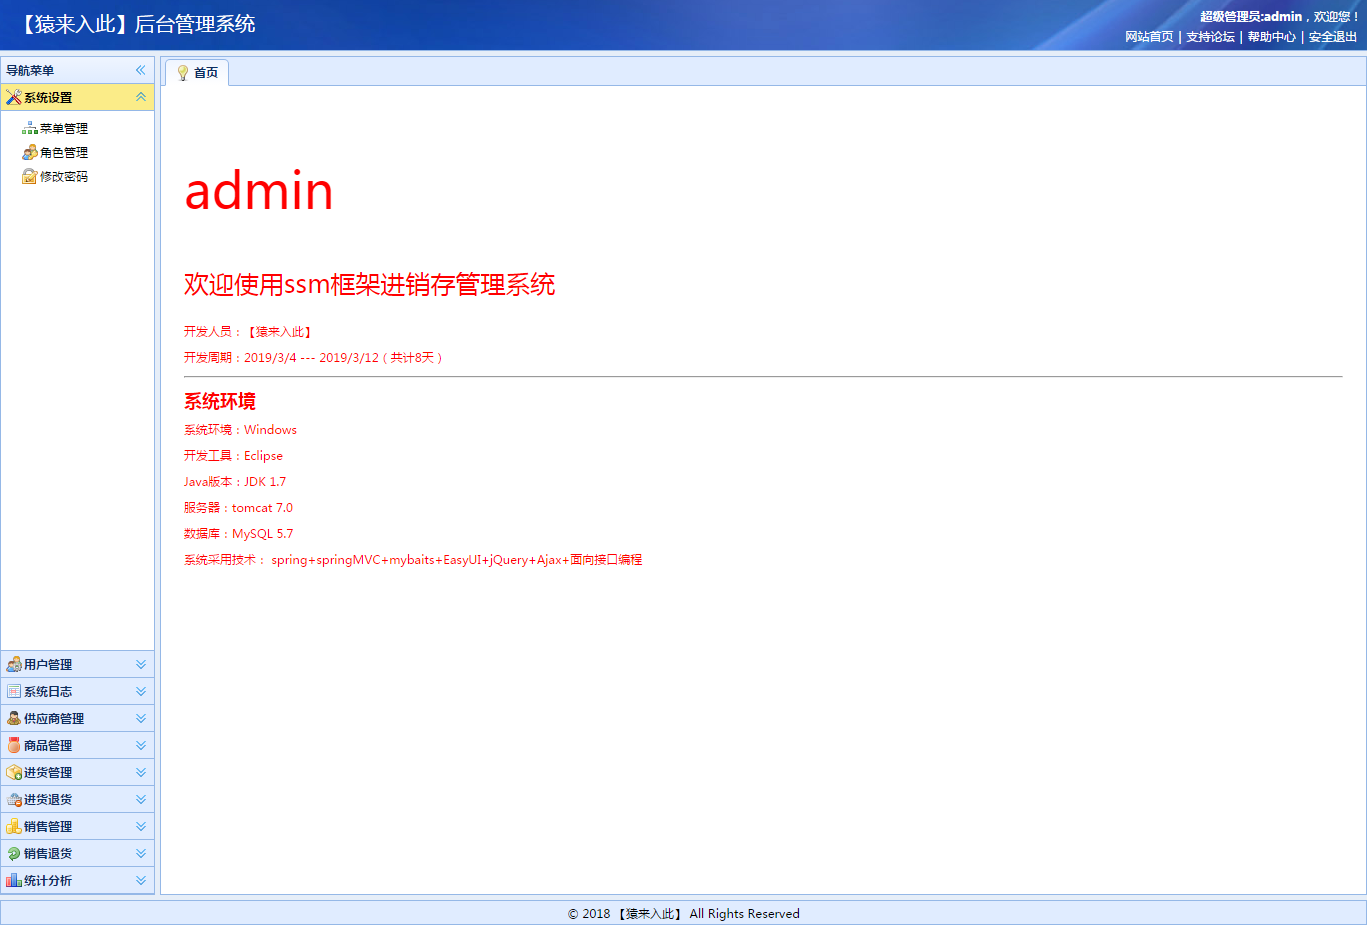 【猿来入此】后台管理系统
超级管理员:admin，欢迎您！
网站首页 | 支持论坛 | 帮助中心 | 安全退出
导航菜单
首页
系统设置
菜单管理
角色管理
修改密码
admin
欢迎使用ssm框架进销存管理系统
开发人员：【猿来入此】
开发周期：2019/3/4 --- 2019/3/12（共计8天）
系统环境
系统环境：Windows
开发工具：Eclipse
Java版本：JDK 1.7
服务器：tomcat 7.0
数据库：MySQL 5.7
系统采用技术： spring+springMVC+mybaits+EasyUI+jQuery+Ajax+面向接口编程
用户管理
系统日志
供应商管理
商品管理
进货管理
进货退货
销售管理
销售退货
统计分析
© 2018 【猿来入此】 All Rights Reserved